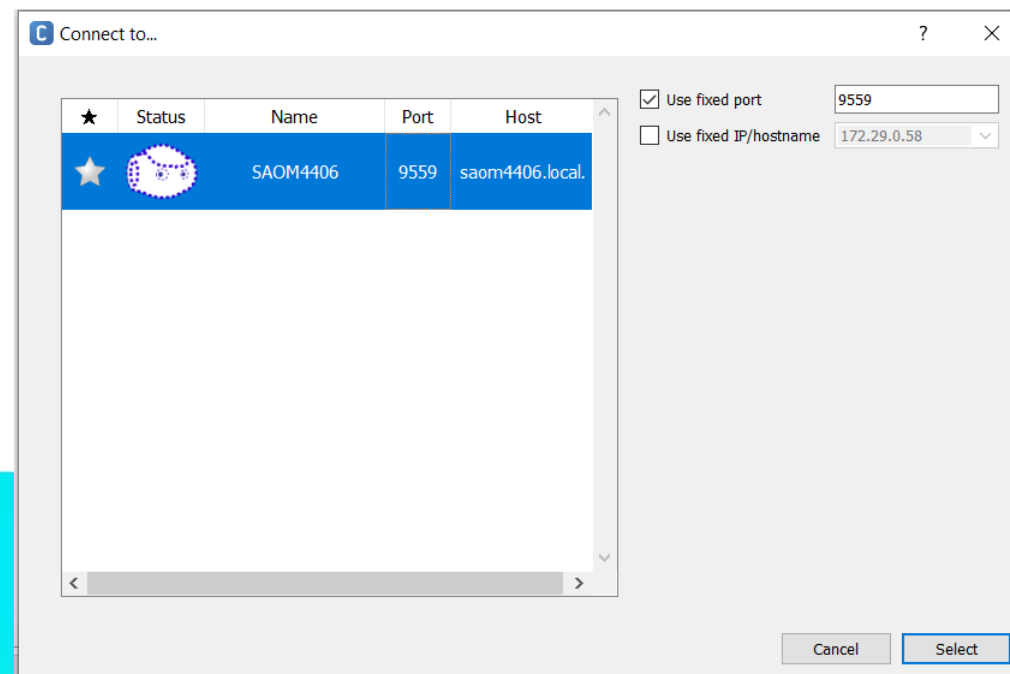 C Connect to... ?
★ Status Name Port Host
SAOM4406 9559 saom4406.local.
Use fixed port 9559
Use fixed IP/hostname 172.29.0.58
Cancel Select